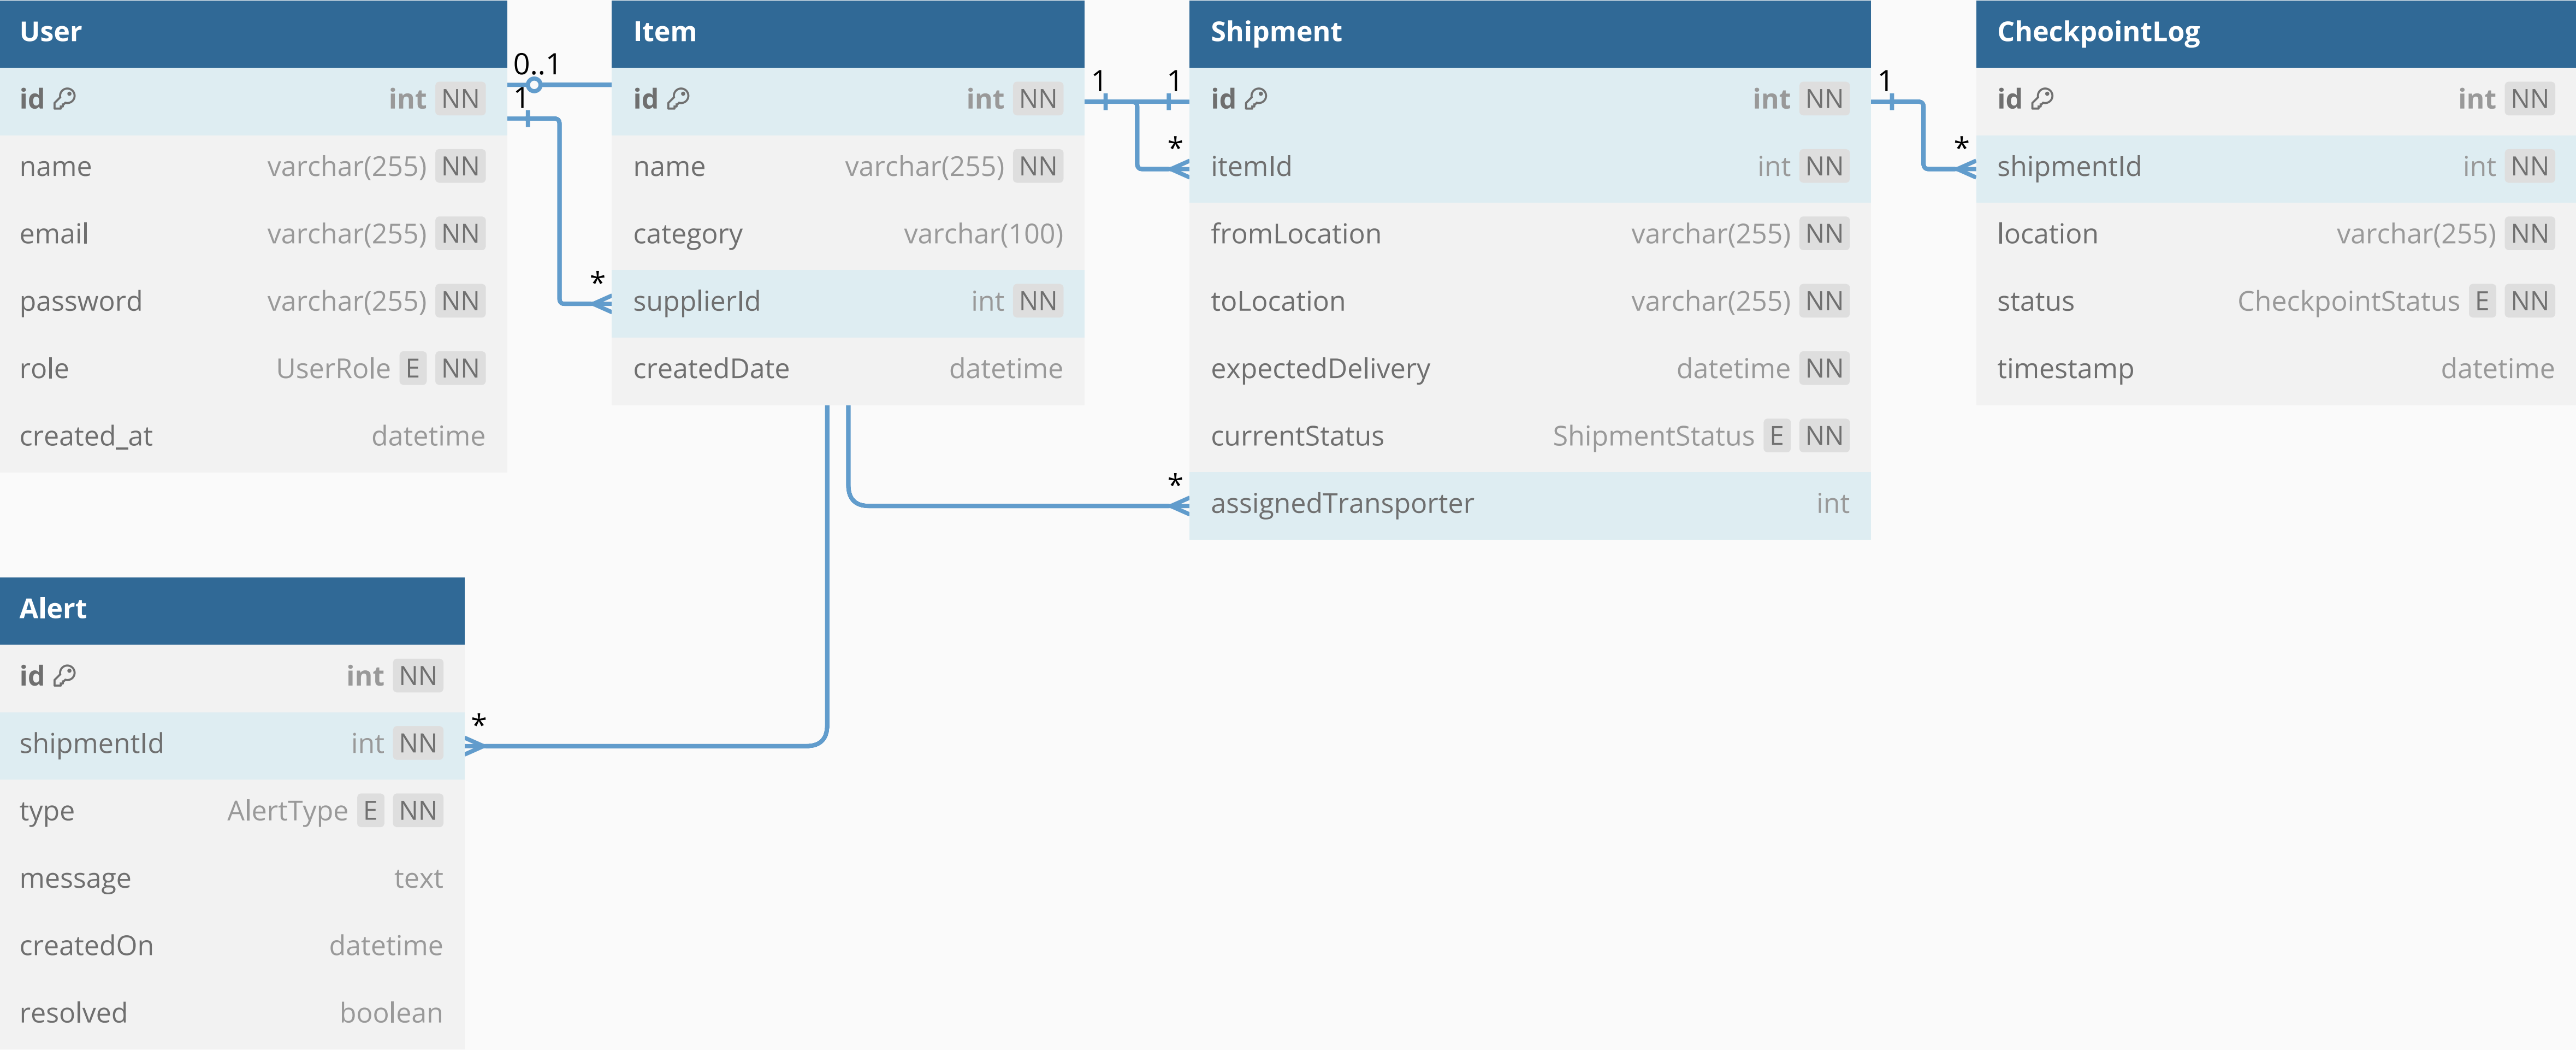 User
id int NN
name varchar(255) NN
email varchar(255) NN
password varchar(255) NN
role UserRole E NN
created_at datetime
0..1
1
*
Item
id int NN
name varchar(255) NN
category varchar(100)
supplierId int NN
createdDate datetime
1
1
*
*
Shipment
id int NN
itemId int NN
fromLocation varchar(255) NN
toLocation varchar(255) NN
expectedDelivery datetime NN
currentStatus ShipmentStatus E NN
assignedTransporter int
1
*
CheckpointLog
id int NN
shipmentId int NN
location varchar(255) NN
status CheckpointStatus E NN
timestamp datetime
Alert
id int NN
shipmentId int NN
type AlertType E NN
message text
createdOn datetime
resolved boolean
*